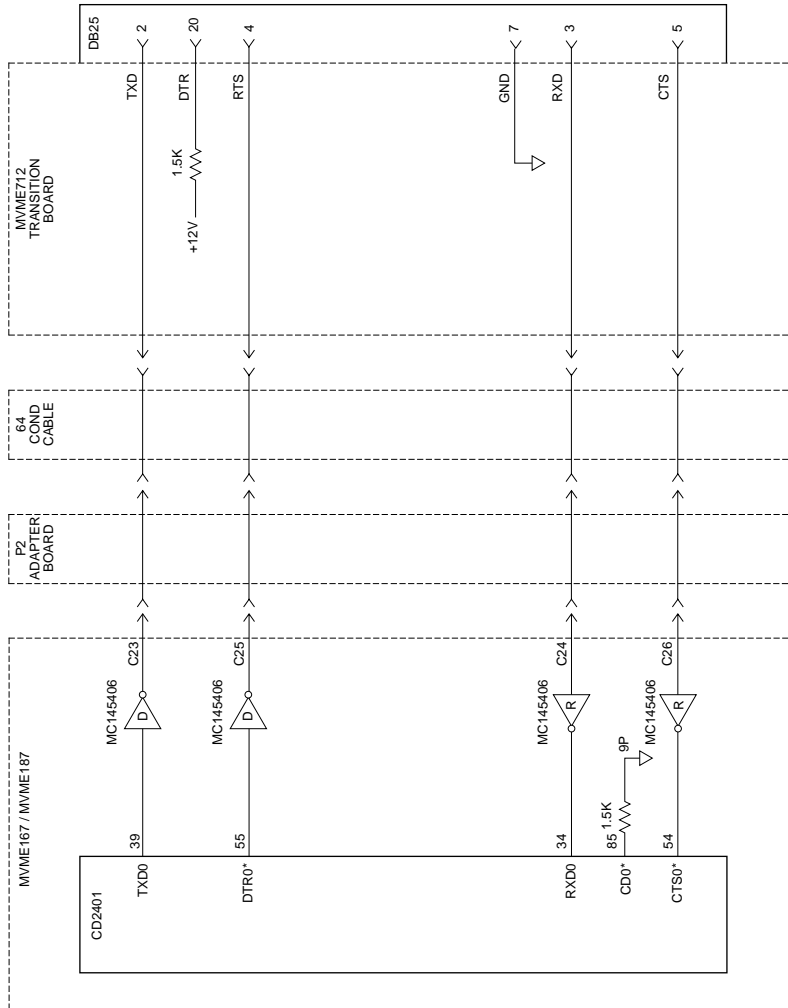 MVME167 / MVME187
P2
ADAPTER
BOARD
64
COND
CABLE
MVME712
TRANSITION
BOARD
CD2401
DB25
TXD0
39
MC145406
D
C23
TXD
2
+12V
1.5K
DTR
20
DTR0*
55
MC145406
D
C25
RTS
4
GND
7
RXD0
34
MC145406
R
C24
RXD
3
CD0*
85
1.5K
9P
CTS0*
54
MC145406
R
C26
CTS
5